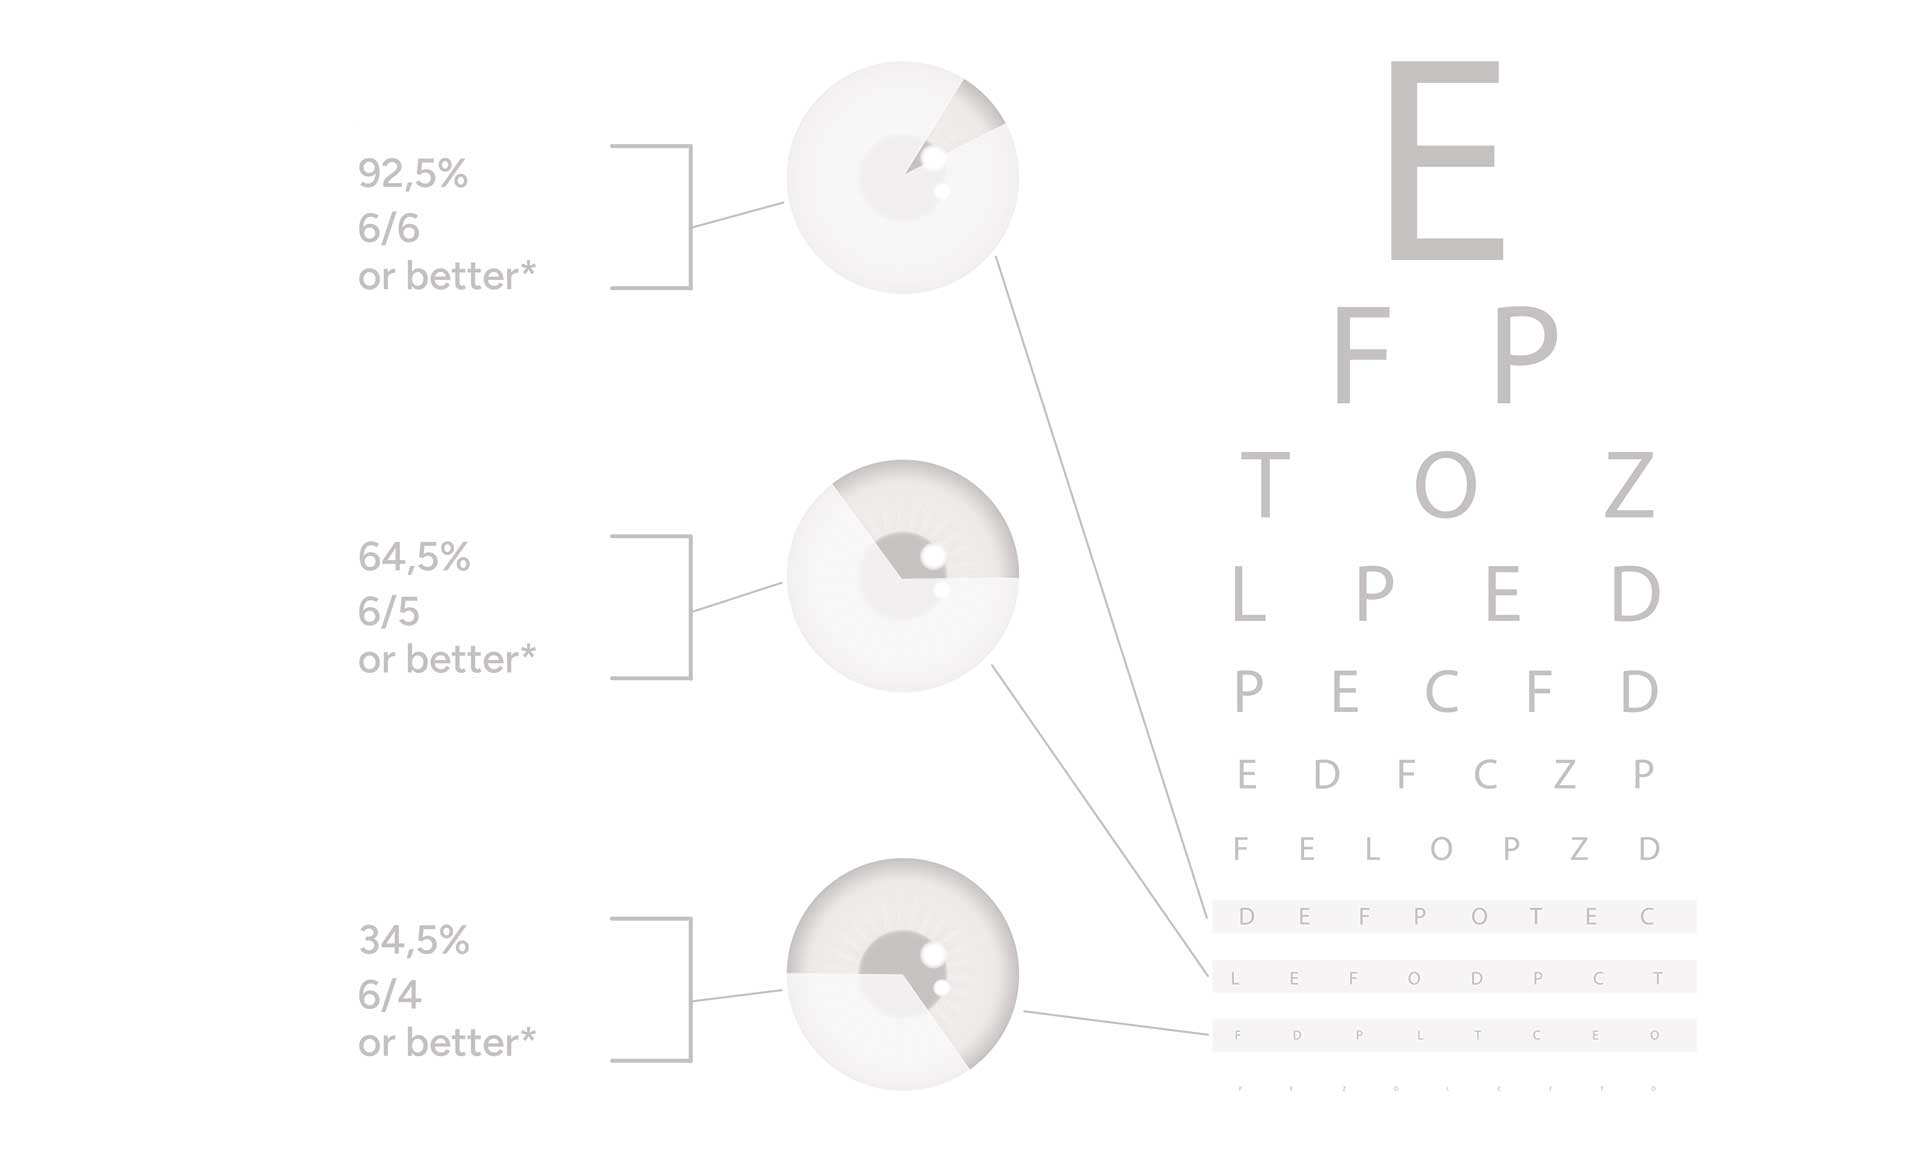 92,5%
6/6
or better*
64,5%
6/5
or better*
34,5%
6/4
or better*
E
F P
T O Z
L P E D
P E C F D
E D F C Z P
F E L O P Z D
D E F P O T E C
L E F O D P C T
F D P L T C E O